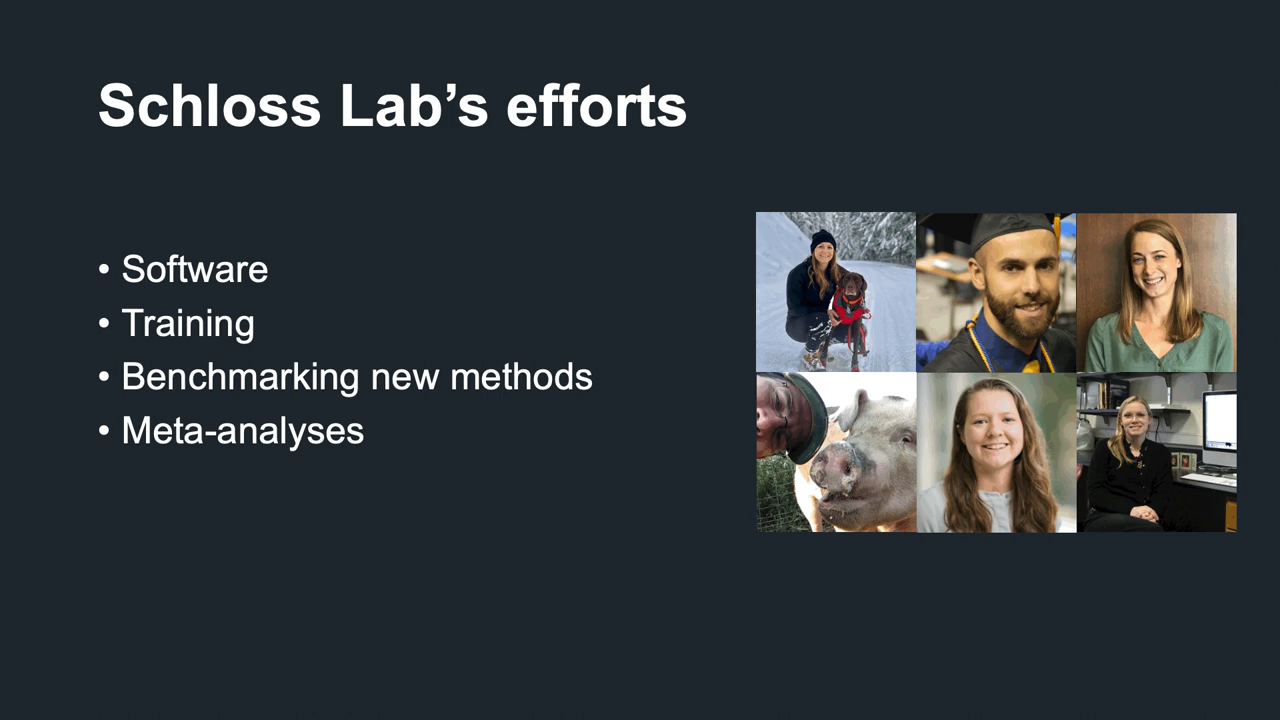 Schloss Lab’s efforts
• Software
• Training
• Benchmarking new methods
• Meta-analyses